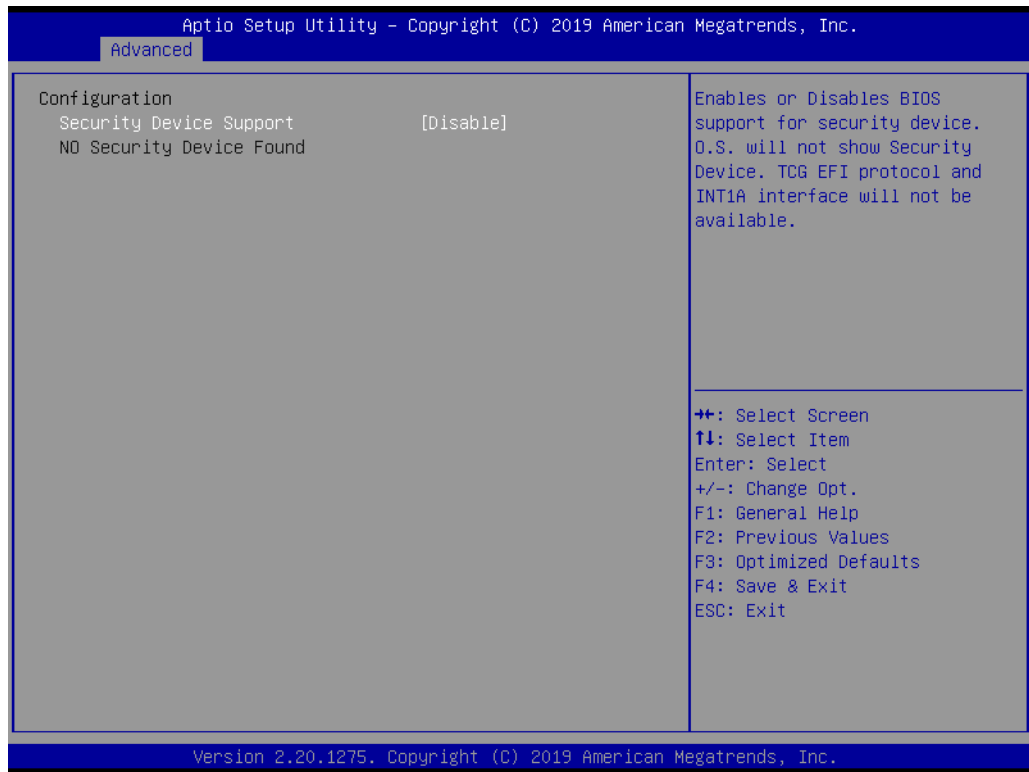 Aptio Setup Utility – Copyright (C) 2019 American Megatrends, Inc.
Advanced
Configuration
Security Device Support [Disable]
NO Security Device Found
Enables or Disables BIOS
support for security device.
O.S. will not show Security
Device. TCG EFI protocol and
INT1A interface will not be
available.
→←: Select Screen
↑↓: Select Item
Enter: Select
+/-: Change Opt.
F1: General Help
F2: Previous Values
F3: Optimized Defaults
F4: Save & Exit
ESC: Exit
Version 2.20.1275. Copyright (C) 2019 American Megatrends, Inc.